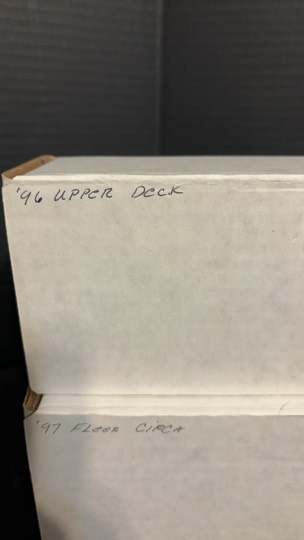 '96 UPPER DECK
'97 FLEER CIRCA